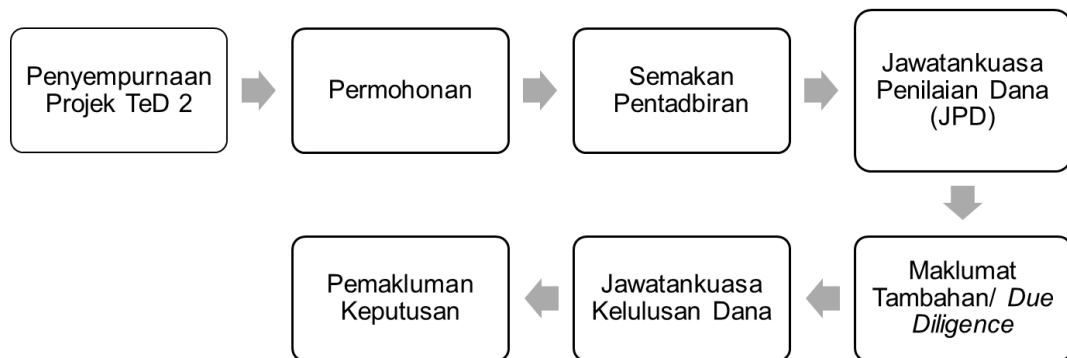 Penyempurnaan
Projek TeD 2
Permohonan
Semakan
Pentadbiran
Jawatankuasa
Penilaian Dana
(JPD)
Maklumat
Tambahan/ Due
Diligence
Jawatankuasa
Kelulusan Dana
Pemakluman
Keputusan